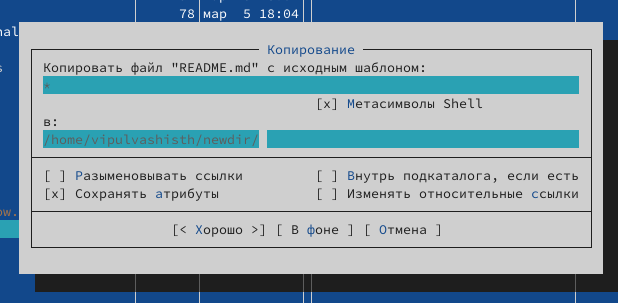 78 мар 5 18:04
Копирование
Копировать файл "README.md" с исходным шаблоном:
*
[x] Метасимволы Shell
в:
/home/vipulvashisth/newdir/
[ ] Разыменовывать ссылки [ ] Внутрь подкаталога, если есть
[x] Сохранять атрибуты [ ] Изменять относительные ссылки
[< Хорошо >] [ В фоне ] [ Отмена ]